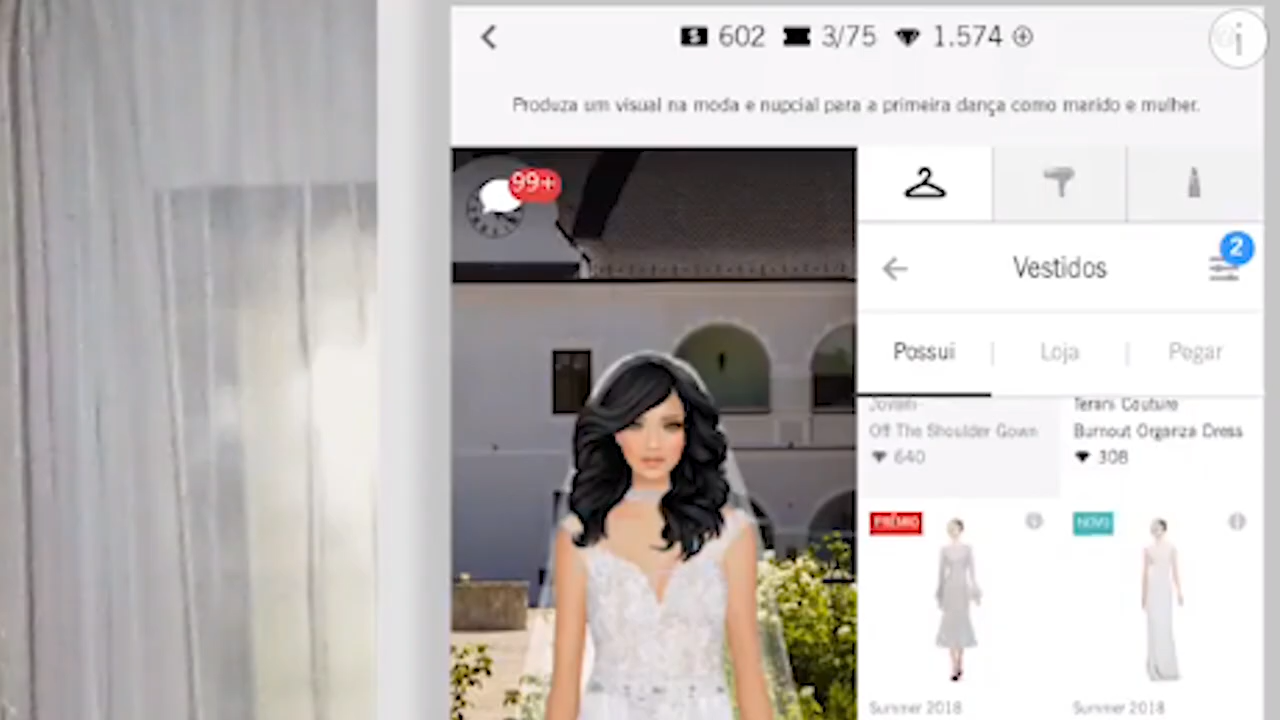 602 3/75 1.574
Produza um visual na moda e nupcial para a primeira dança como marido e mulher.
99+
2
Vestidos
Possui Loja Pegar
Jovani Terani Couture
Off The Shoulder Gown Burnout Organza Dress
640 308
PRÊMIO NOVO
Summer 2018 Summer 2018